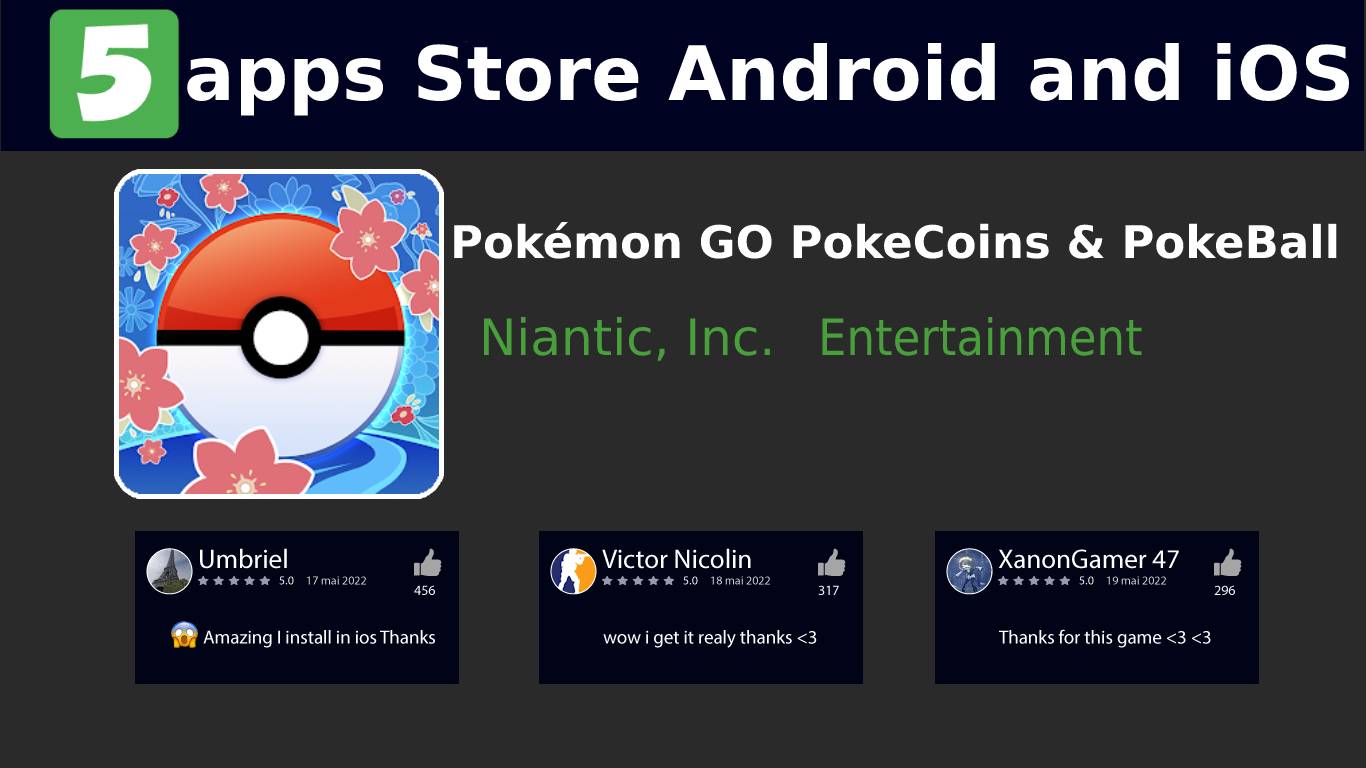 5 apps Store Android and iOS
Pokémon GO PokeCoins & PokeBall
Niantic, Inc. Entertainment
Umbriel
5.0 17 mai 2022
456
😱 Amazing I install in ios Thanks
Victor Nicolin
5.0 18 mai 2022
317
wow i get it realy thanks <3
XanonGamer 47
5.0 19 mai 2022
296
Thanks for this game <3 <3